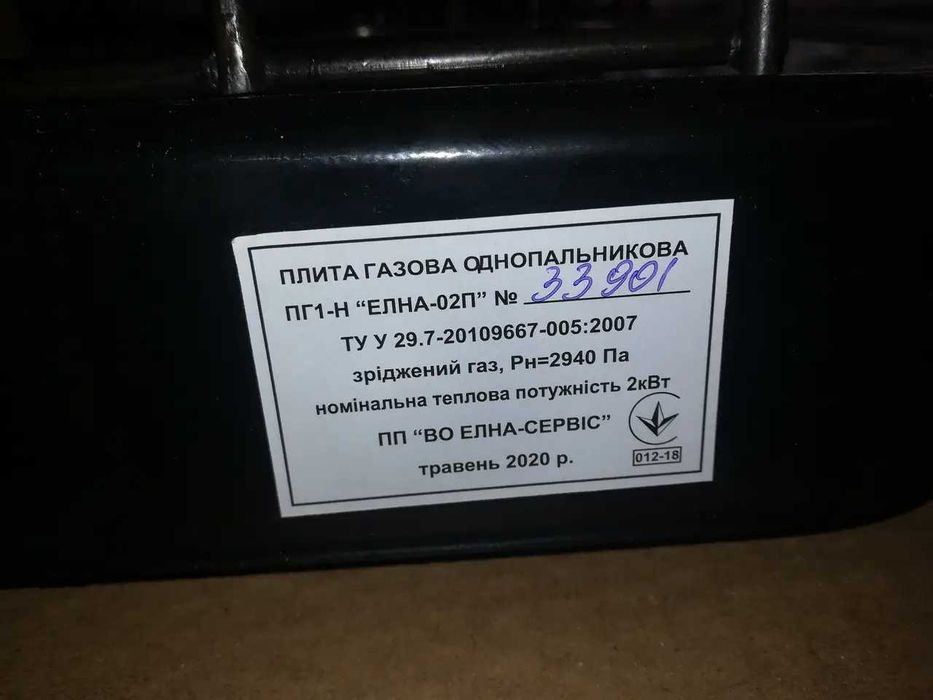 ПЛИТА ГАЗОВА ОДНОПАЛЬНИКОВА
ПГ1-Н “ЕЛНА-02П” № 33901
ТУ У 29.7-20109667-005:2007
зріджений газ, Рн=2940 Па
номінальна теплова потужність 2кВт
ПП “ВО ЕЛНА-СЕРВІС”
травень 2020 р.
012-18